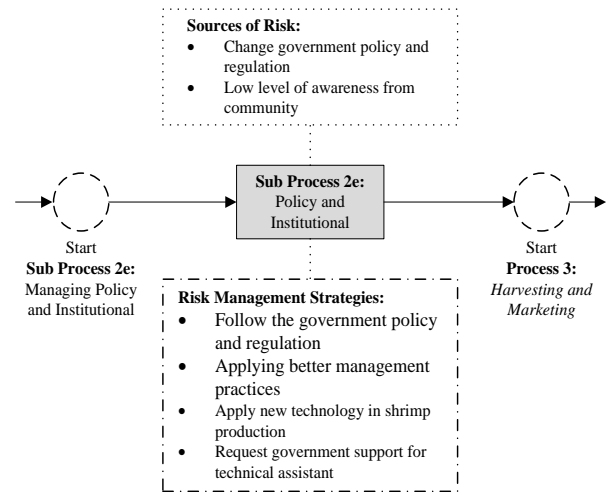 Sources of Risk:
• Change government policy and
regulation
• Low level of awareness from
community
Sub Process 2e:
Policy and
Institutional
Start
Sub Process 2e:
Managing Policy
and Institutional
Start
Process 3:
Harvesting and
Marketing
Risk Management Strategies:
• Follow the government policy
and regulation
• Applying better management
practices
• Apply new technology in shrimp
production
• Request government support for
technical assistant